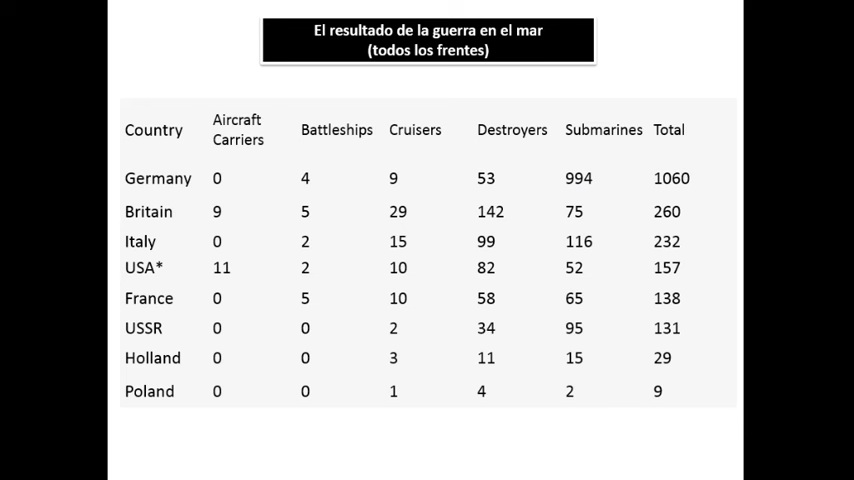 El resultado de la guerra en el mar
(todos los frentes)
Country Aircraft Carriers Battleships Cruisers Destroyers Submarines Total
Germany 0 4 9 53 994 1060
Britain 9 5 29 142 75 260
Italy 0 2 15 99 116 232
USA* 11 2 10 82 52 157
France 0 5 10 58 65 138
USSR 0 0 2 34 95 131
Holland 0 0 3 11 15 29
Poland 0 0 1 4 2 9